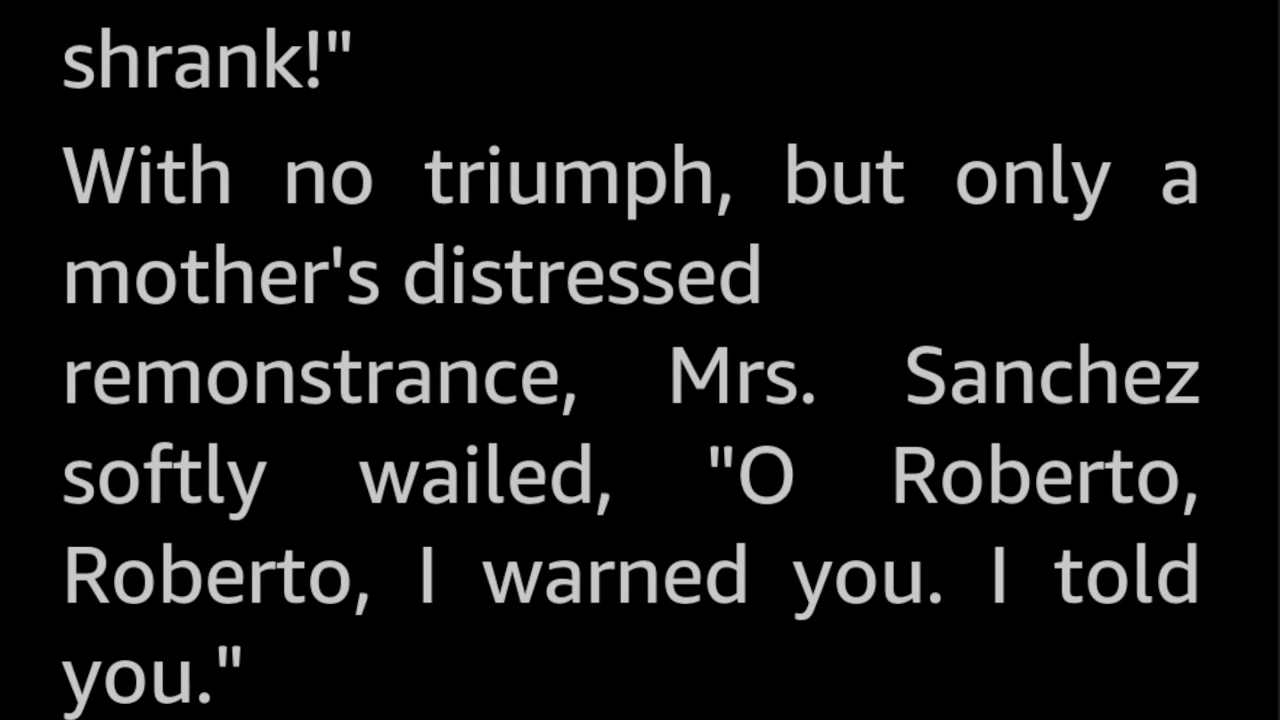 shrank!"
With no triumph, but only a
mother's distressed
remonstrance, Mrs. Sanchez
softly wailed, "O Roberto,
Roberto, I warned you. I told
you."